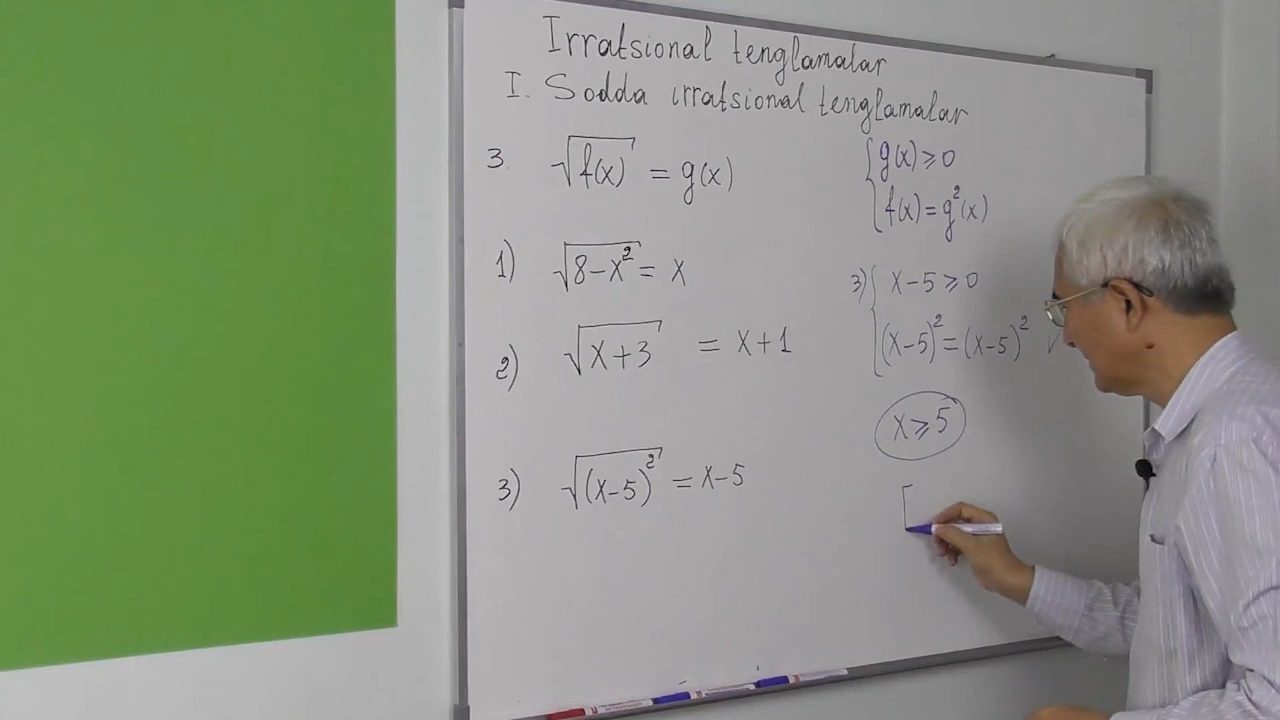 Irratsional tenglamalar
I. Sodda irratsional tenglamalar
3. √f(x) = g(x)
1) √8-x² = x
2) √x+3 = x+1
3) √(x-5)² = x-5
{g(x) ⩾ 0
f(x) = g²(x)
3) {x-5 ⩾ 0
(x-5)² = (x-5)² ✓
x ⩾ 5
[